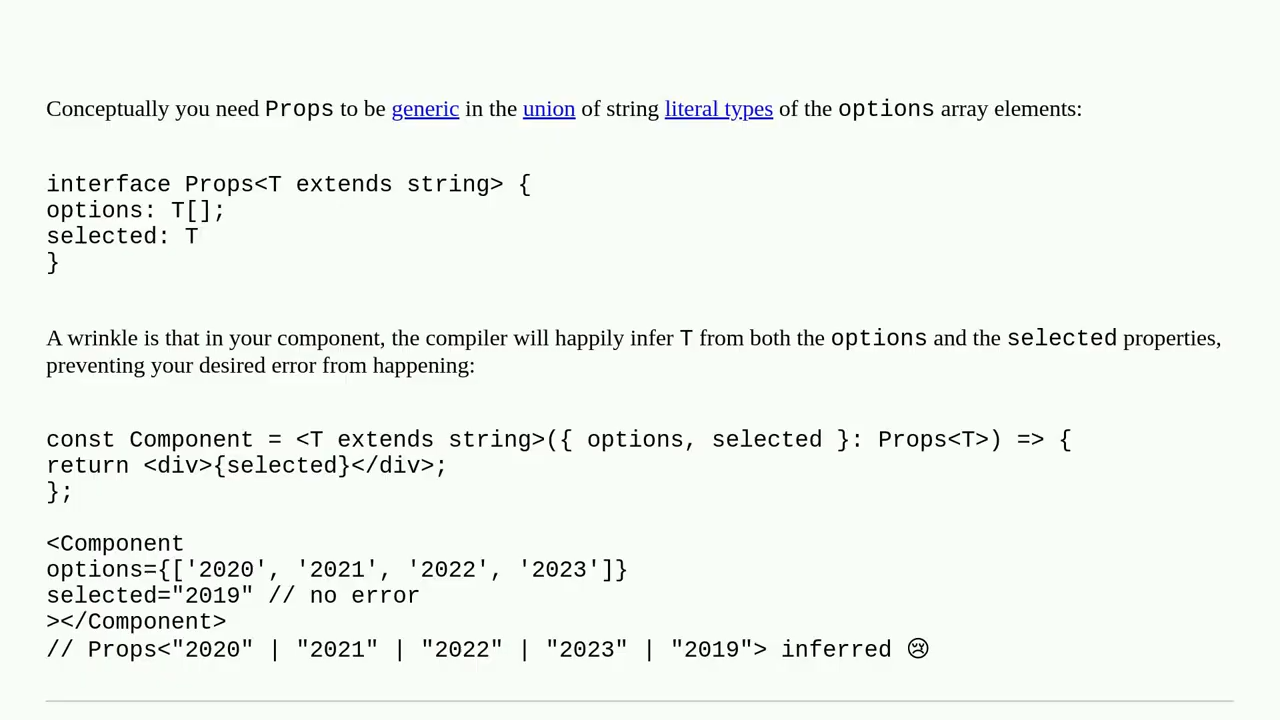 Conceptually you need Props to be generic in the union of string literal types of the options array elements:
interface Props<T extends string> {
options: T[];
selected: T
}
A wrinkle is that in your component, the compiler will happily infer T from both the options and the selected properties,
preventing your desired error from happening:
const Component = <T extends string>({ options, selected }: Props<T>) => {
return <div>{selected}</div>;
};
<Component
options={['2020', '2021', '2022', '2023']}
selected="2019" // no error
></Component>
// Props<"2020" | "2021" | "2022" | "2023" | "2019"> inferred 😢